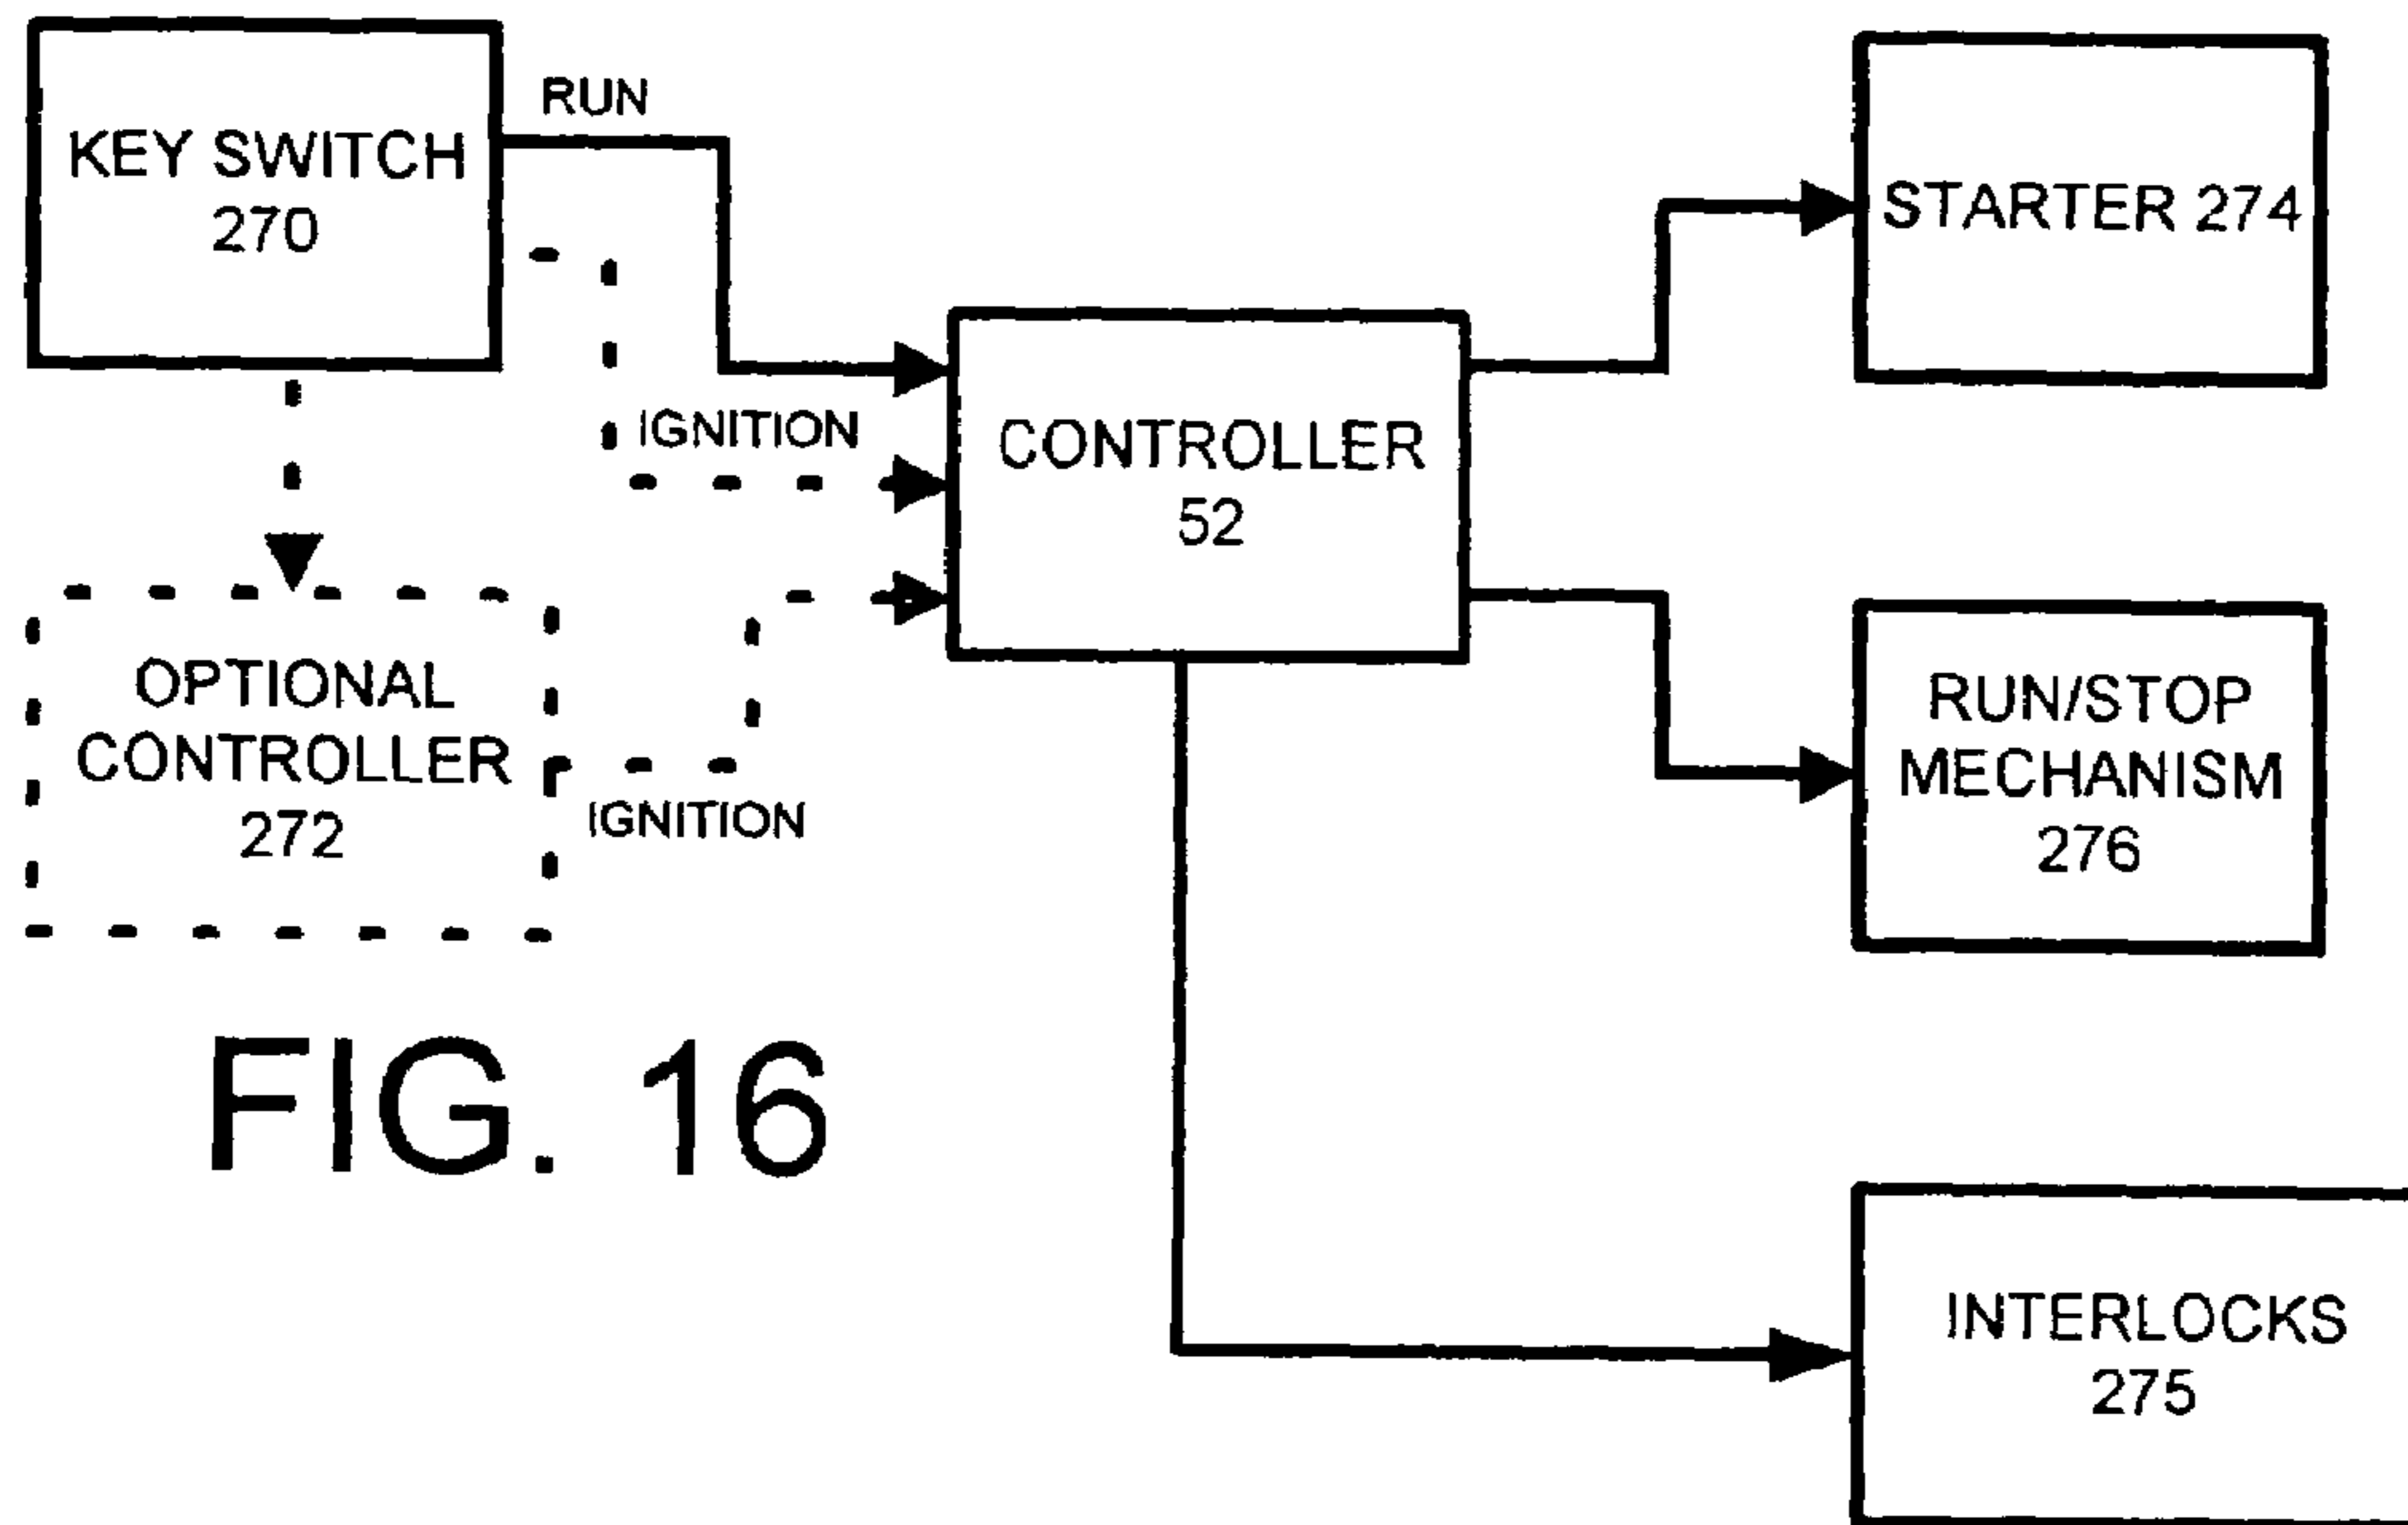 KEY SWITCH
270
RUN
STARTER 274
IGNITION
CONTROLLER
52
OPTIONAL
CONTROLLER
272
IGNITION
RUN/STOP
MECHANISM
276
FIG. 16
INTERLOCKS
275